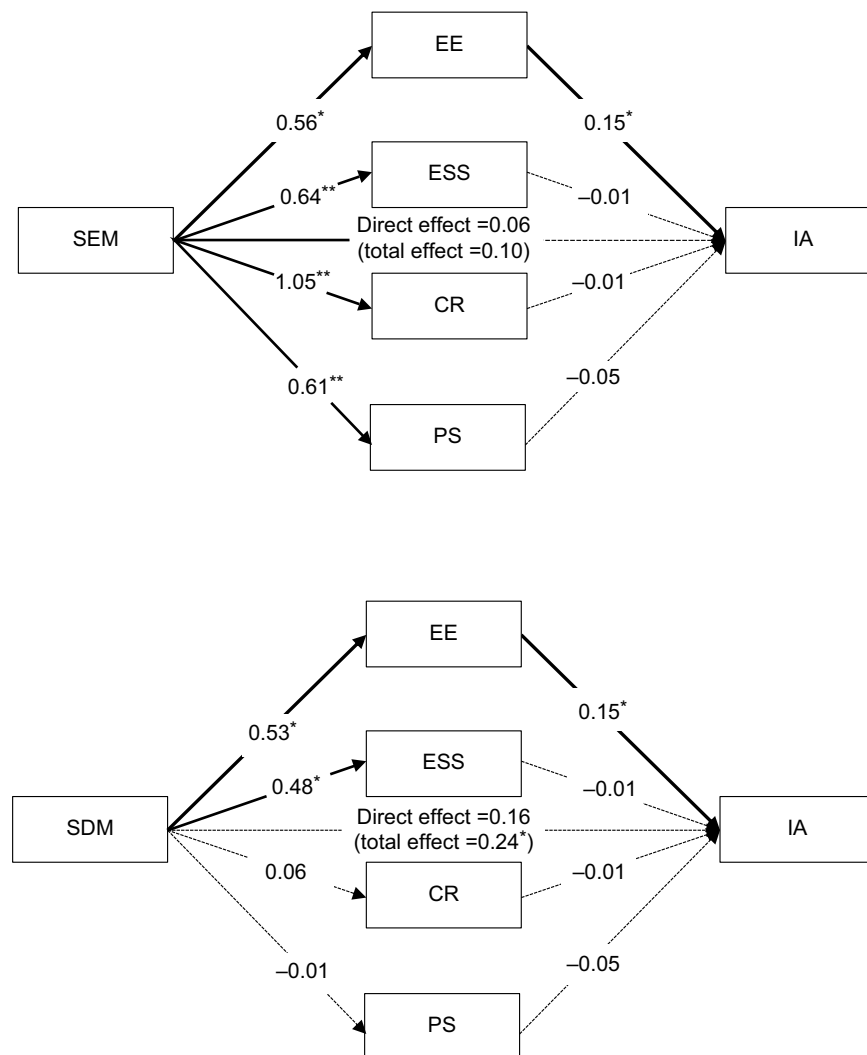 EE
0.56*
0.15*
ESS
0.64**
–0.01
SEM
Direct effect =0.06
(total effect =0.10)
IA
1.05**
CR
–0.01
0.61**
–0.05
PS
EE
0.53*
0.15*
ESS
0.48*
–0.01
SDM
Direct effect =0.16
(total effect =0.24*)
IA
0.06
CR
–0.01
–0.01
–0.05
PS